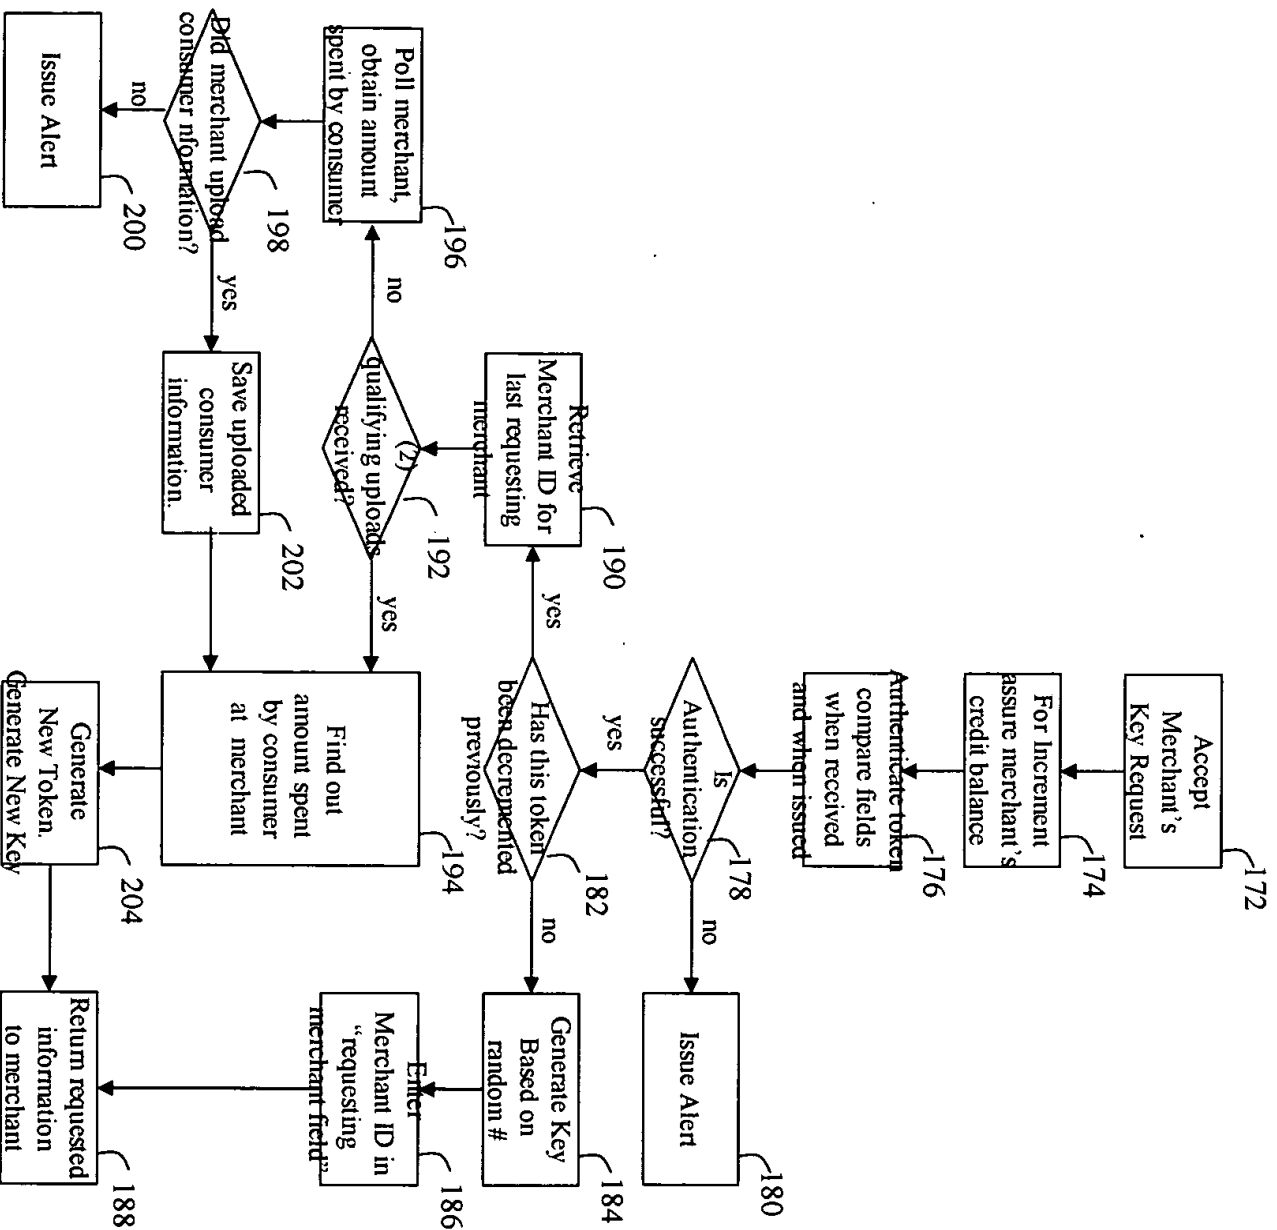 Accept
Merchant's
Key Request
172
For Increment
assure merchant's
credit balance
174
Authenticate token
compare fields
when received
and when issued
176
Is
Authentication
successful?
178
no
Issue Alert
180
yes
Has this token
been decremented
previously?
182
no
Generate Key
Based on
random #
184
Enter
Merchant ID in
“requesting
merchant field”
186
Return requested
information
to merchant
188
yes
Retrieve
Merchant ID for
last requesting
merchant
190
(2)
qualifying uploads
received?
192
yes
Find out
amount spent
by consumer
at merchant
194
no
Poll merchant,
obtain amount
spent by consumer
196
Did merchant upload
consumer nformation?
198
no
Issue Alert
200
yes
Save uploaded
consumer
information.
202
Generate
New Token.
Generate New Key
204